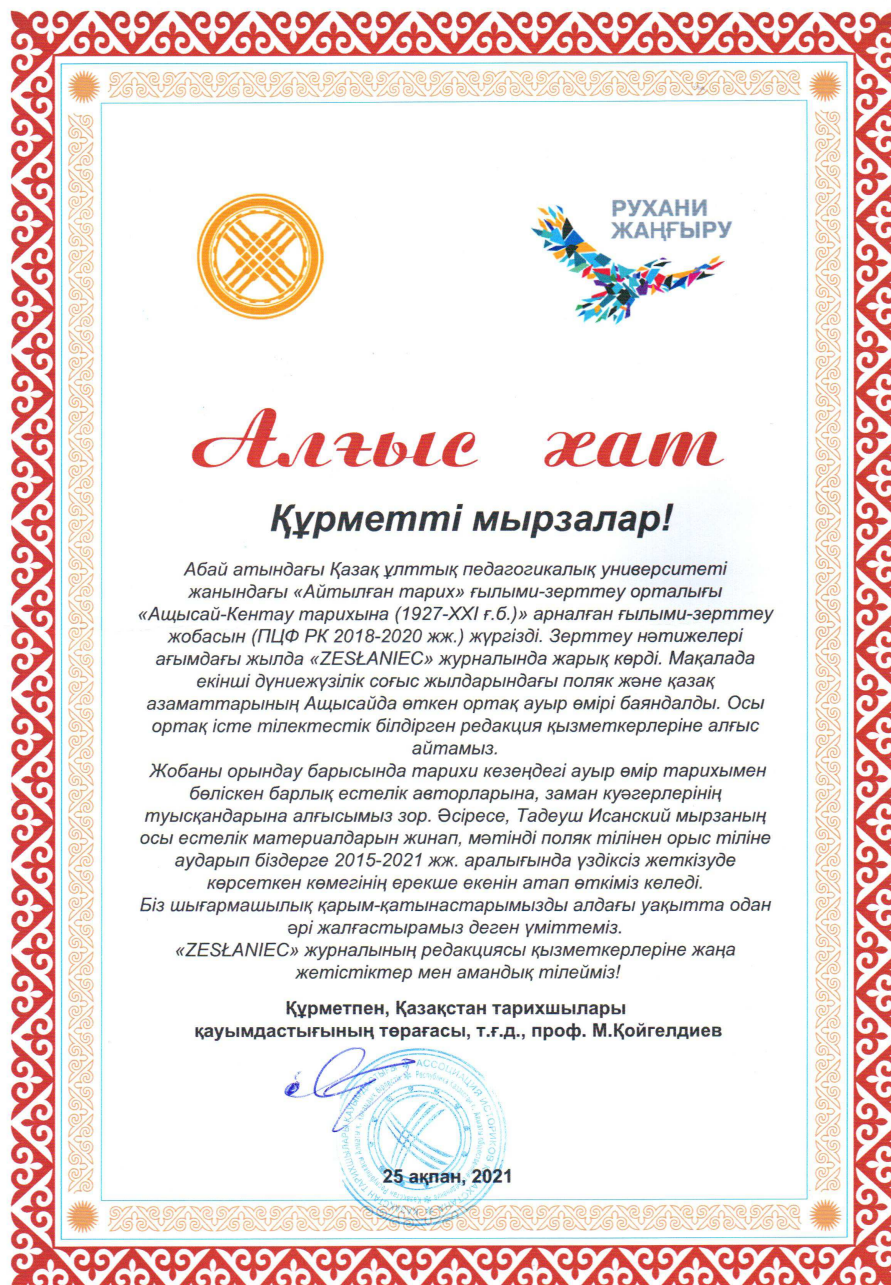 РУХАНИ
ЖАҢҒЫРУ
Алғыс хат
Құрметті мырзалар!
Абай атындағы Қазақ ұлттық педагогикалық университеті
жанындағы «Айтылған тарих» ғылыми-зерттеу орталығы
«Ащысай-Кентау тарихына (1927-XXI ғ.б.)» арналған ғылыми-зерттеу
жобасын (ПЦФ РК 2018-2020 жж.) жүргізді. Зерттеу нәтижелері
ағымдағы жылда «ZESŁANIEC» журналында жарық көрді. Мақалада
екінші дүниежүзілік соғыс жылдарындағы поляк және қазақ
азаматтарының Ащысайда өткен ортақ ауыр өмірі баяндалды. Осы
ортақ істе тілектестік білдірген редакция қызметкерлеріне алғыс
айтамыз.
Жобаны орындау барысында тарихи кезеңдегі ауыр өмір тарихымен
бөліскен барлық естелік авторларына, заман куәгерлерінің
туысқандарына алғысымыз зор. Әсіресе, Тадеуш Исанский мырзаның
осы естелік материалдарын жинап, мәтінді поляк тілінен орыс тіліне
аударып біздерге 2015-2021 жж. аралығында үздіксіз жеткізуде
көрсеткен көмегінің ерекше екенін атап өткіміз келеді.
Біз шығармашылық қарым-қатынастарымызды алдағы уақытта одан
әрі жалғастырамыз деген үміттеміз.
«ZESŁANIEC» журналының редакциясы қызметкерлеріне жаңа
жетістіктер мен амандық тілейміз!
Құрметпен, Қазақстан тарихшылары
қауымдастығының төрағасы, т.ғ.д., проф. М.Қойгелдиев
АССОЦИАЦИЯ ИСТОРИКОВ
25 ақпан, 2021